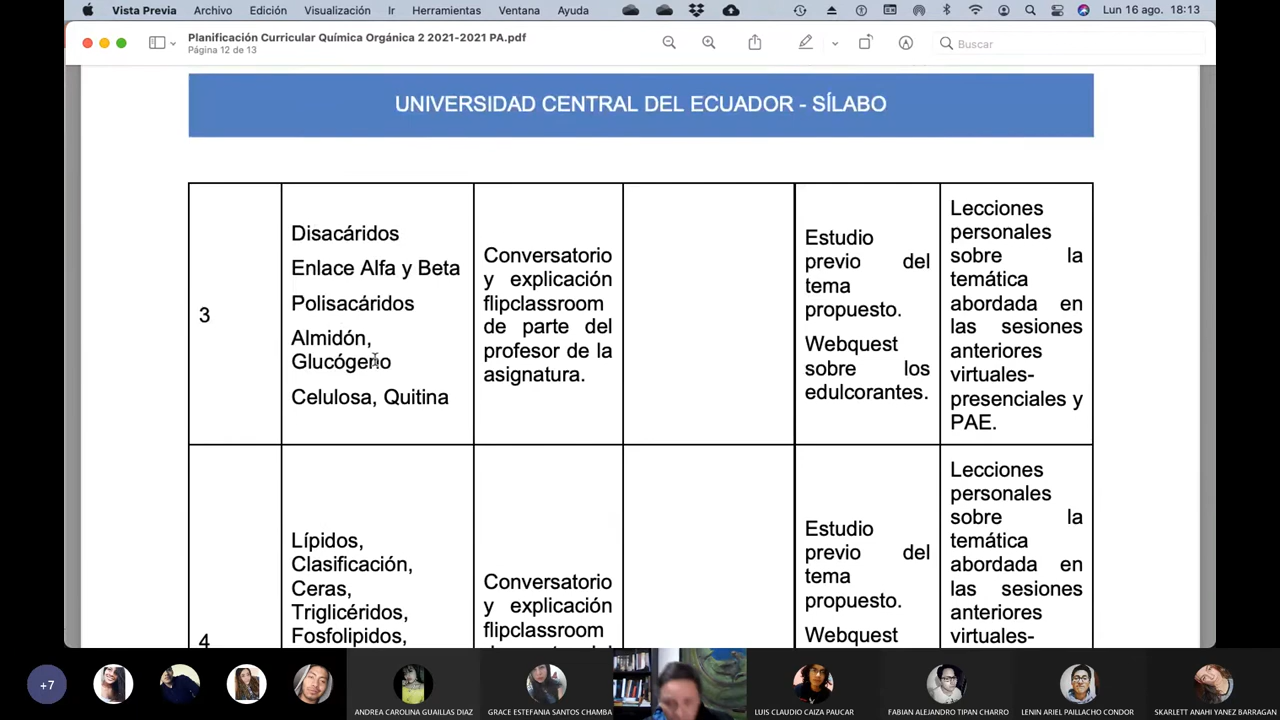 Vista Previa Archivo Edición Visualización Ir Herramientas Ventana Ayuda Lun 16 ago. 18:13
Planificación Curricular Química Orgánica 2 2021-2021 PA.pdf
Página 12 de 13
Buscar
UNIVERSIDAD CENTRAL DEL ECUADOR - SÍLABO
3
Disacáridos
Enlace Alfa y Beta
Polisacáridos
Almidón,
Glucógeno
Celulosa, Quitina
Conversatorio
y explicación
flipclassroom
de parte del
profesor de la
asignatura.
Estudio
previo del
tema
propuesto.
Webquest
sobre los
edulcorantes.
Lecciones
personales
sobre la
temática
abordada en
las sesiones
anteriores
virtuales-
presenciales y
PAE.
4
Lípidos,
Clasificación,
Ceras,
Triglicéridos,
Fosfolipidos,
Conversatorio
y explicación
flipclassroom
Estudio
previo del
tema
propuesto.
Webquest
Lecciones
personales
sobre la
temática
abordada en
las sesiones
anteriores
virtuales-
+7
ANDREA CAROLINA GUAILLAS DIAZ
GRACE ESTEFANIA SANTOS CHAMBA
LUIS CLAUDIO CAIZA PAUCAR
FABIAN ALEJANDRO TIPAN CHARRO
LENIN ARIEL PAILLACHO CONDOR
SKARLETT ANAHI YANEZ BARRAGAN